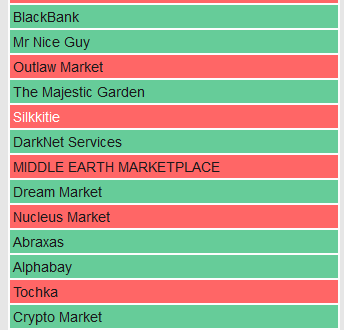 BlackBank
Mr Nice Guy
Outlaw Market
The Majestic Garden
Silkkitie
DarkNet Services
MIDDLE EARTH MARKETPLACE
Dream Market
Nucleus Market
Abraxas
Alphabay
Tochka
Crypto Market